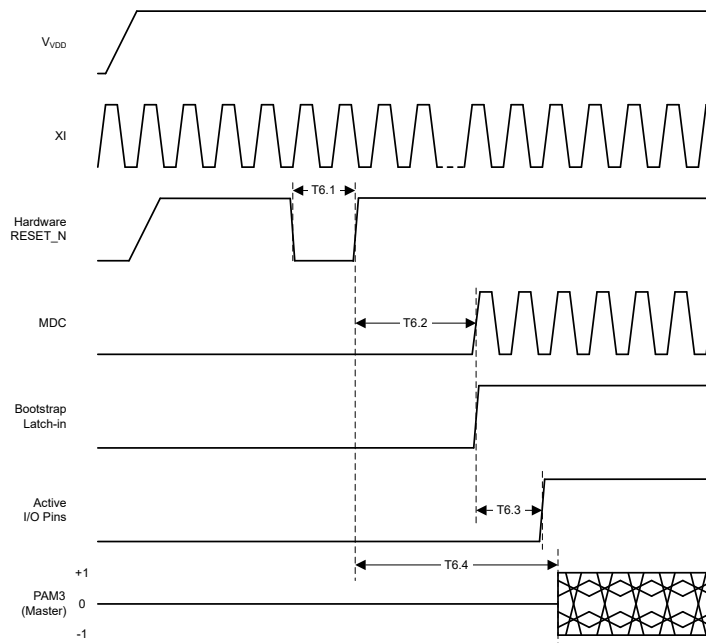 V_VDD
XI
T6.1
Hardware
RESET_N
MDC
T6.2
Bootstrap
Latch-in
Active
I/O Pins
T6.3
T6.4
+1
PAM3
(Master)
0
-1